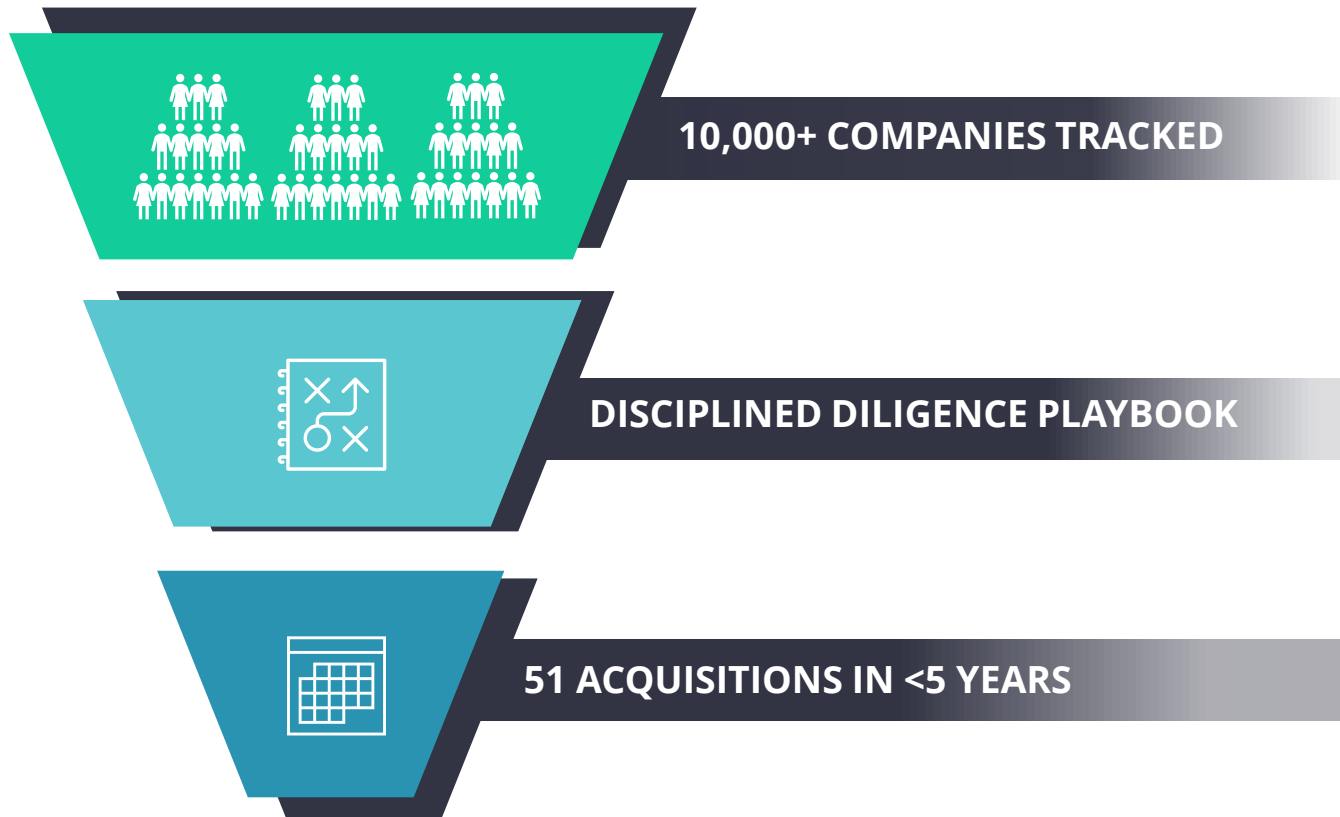 10,000+ COMPANIES TRACKED
DISCIPLINED DILIGENCE PLAYBOOK
51 ACQUISITIONS IN <5 YEARS